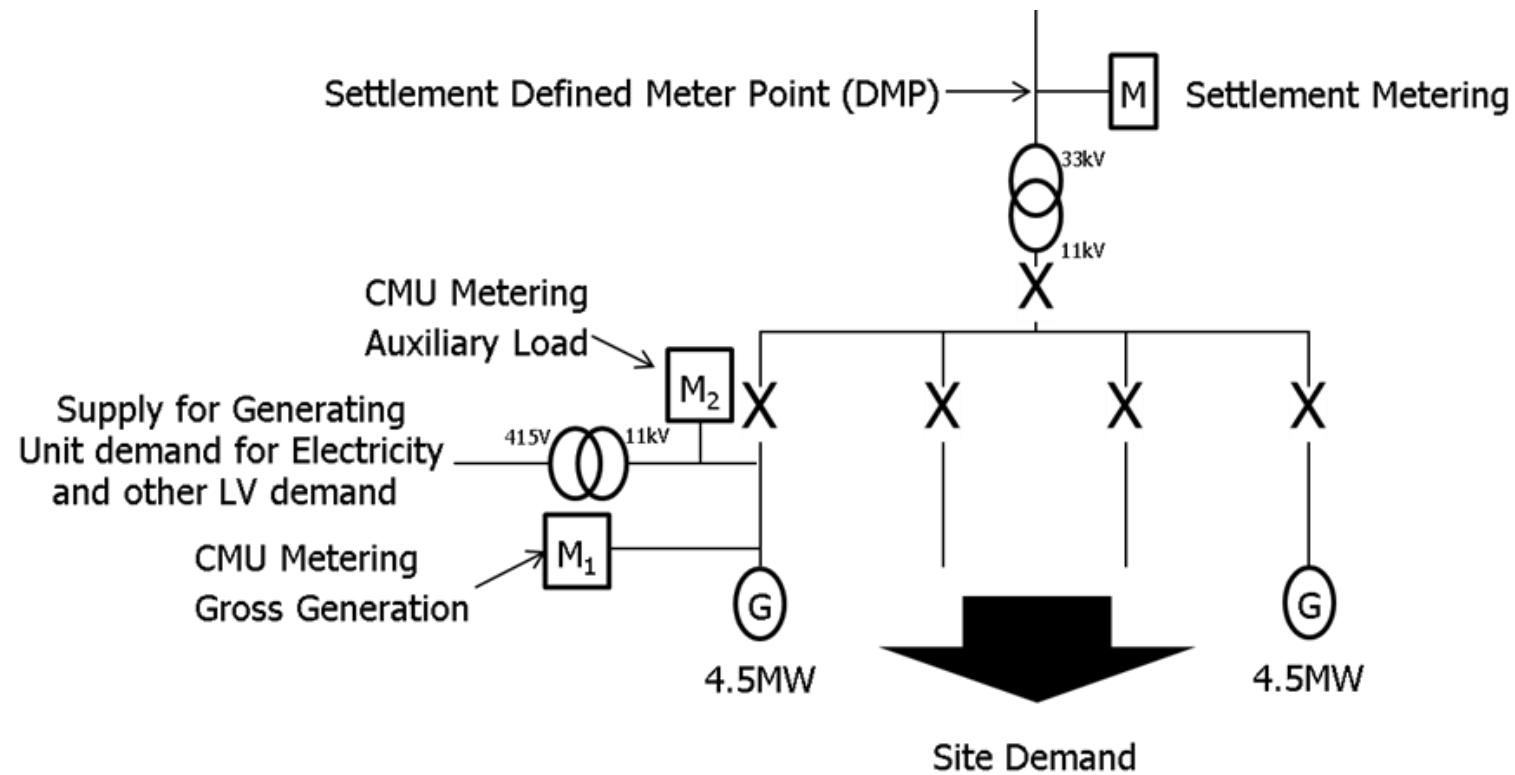 Settlement Defined Meter Point (DMP)
M
Settlement Metering
33kV
11kV
X
CMU Metering
Auxiliary Load
M₂
X
X
X
X
Supply for Generating
Unit demand for Electricity
and other LV demand
415V
11kV
CMU Metering
Gross Generation
M₁
G
G
4.5MW
4.5MW
Site Demand